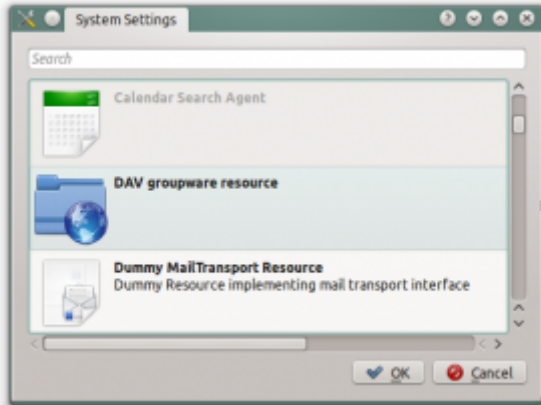 System Settings
Search
Calendar Search Agent
DAV groupware resource
Dummy MailTransport Resource
Dummy Resource implementing mail transport interface
OK
Cancel